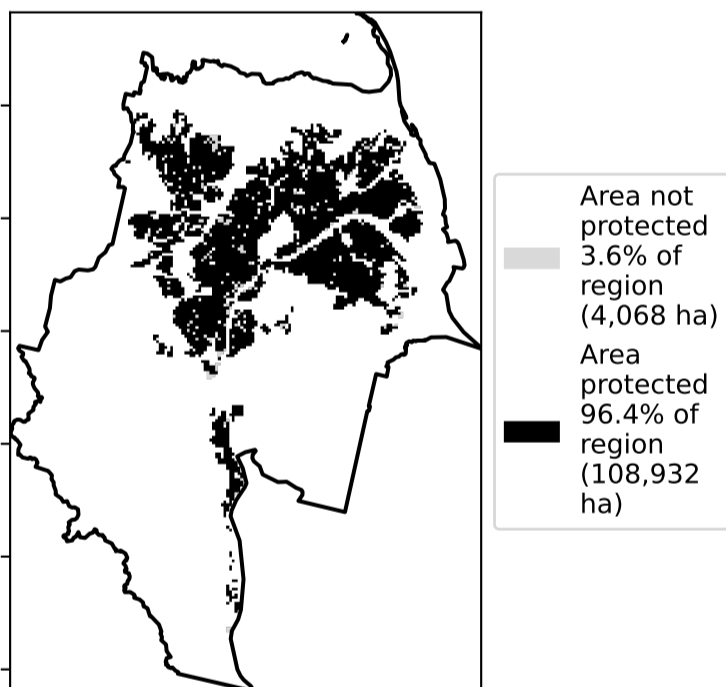 Area not
protected
3.6% of
region
(4,068 ha)
Area
protected
96.4% of
region
(108,932
ha)